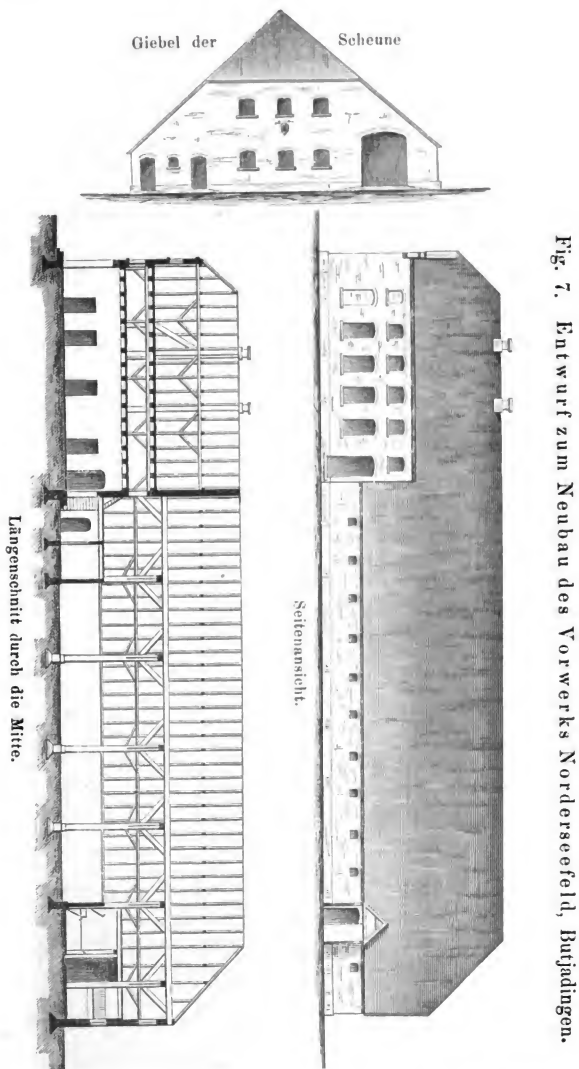 Giebel der Scheune
Fig. 7. Entwurf zum Neubau des Vorwerks Norderseefeld, Butjadingen.
Seitenansicht.
Längenschnitt durch die Mitte.